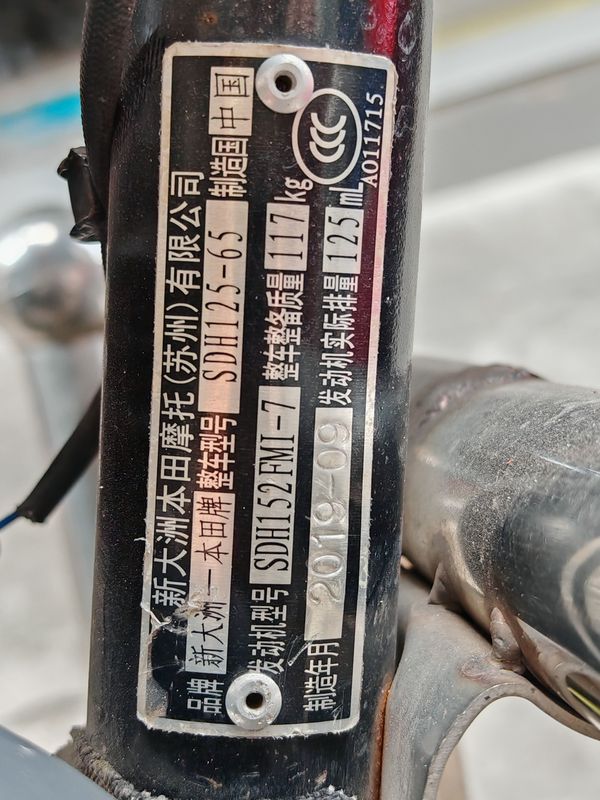 新大洲本田摩托(苏州)有限公司
品牌 新大洲-本田牌 整车型号 SDH125-65 制造国 中国
发动机型号 SDH152FMI-7 整车整备质量 117 kg
制造年月 2019-09 发动机实际排量 125 mL
CCC
A011715